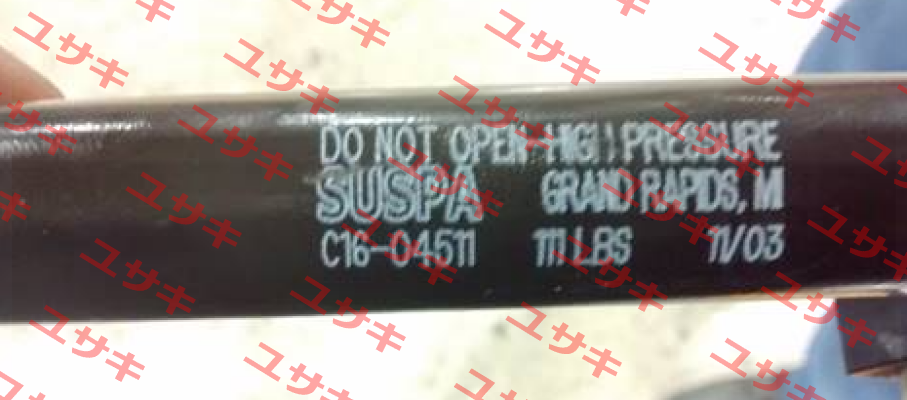 DO NOT OPEN-HIGH PRESSURE
SUSPA GRAND RAPIDS, MI
C16-04511 111 LBS 11/03
ユサキ